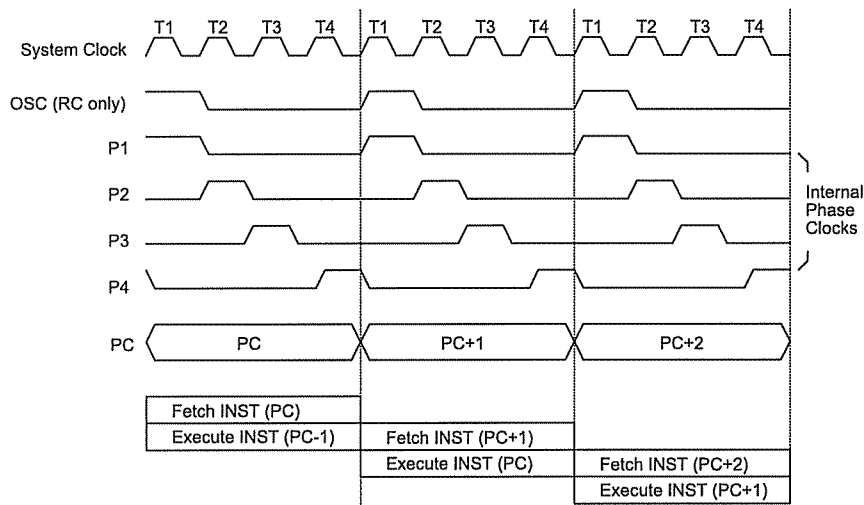 T1 T2 T3 T4 T1 T2 T3 T4 T1 T2 T3 T4
System Clock
OSC (RC only)
P1
P2
P3
P4
Internal
Phase
Clocks
PC PC PC+1 PC+2
Fetch INST (PC)
Execute INST (PC-1) Fetch INST (PC+1)
Execute INST (PC) Fetch INST (PC+2)
Execute INST (PC+1)